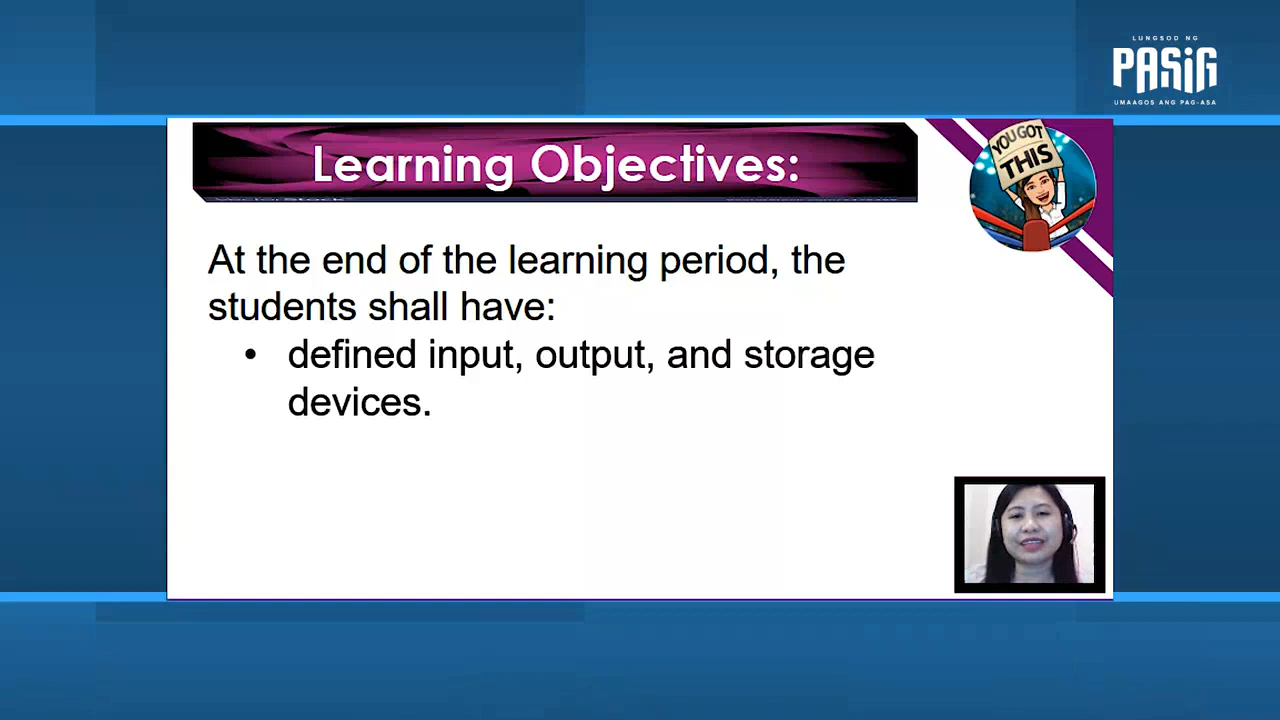 LUNGSOD NG
PASIG
UMAAGOS ANG PAG-ASA
Learning Objectives:
YOU GOT
THIS
At the end of the learning period, the
students shall have:
• defined input, output, and storage
devices.